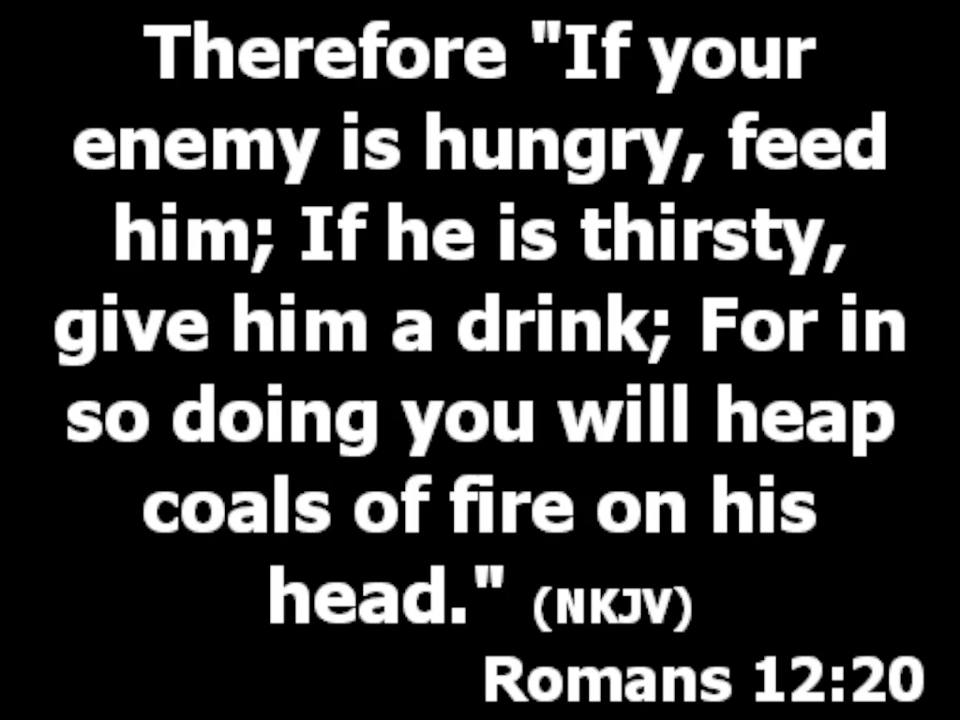 Therefore "If your
enemy is hungry, feed
him; If he is thirsty,
give him a drink; For in
so doing you will heap
coals of fire on his
head." (NKJV)
Romans 12:20